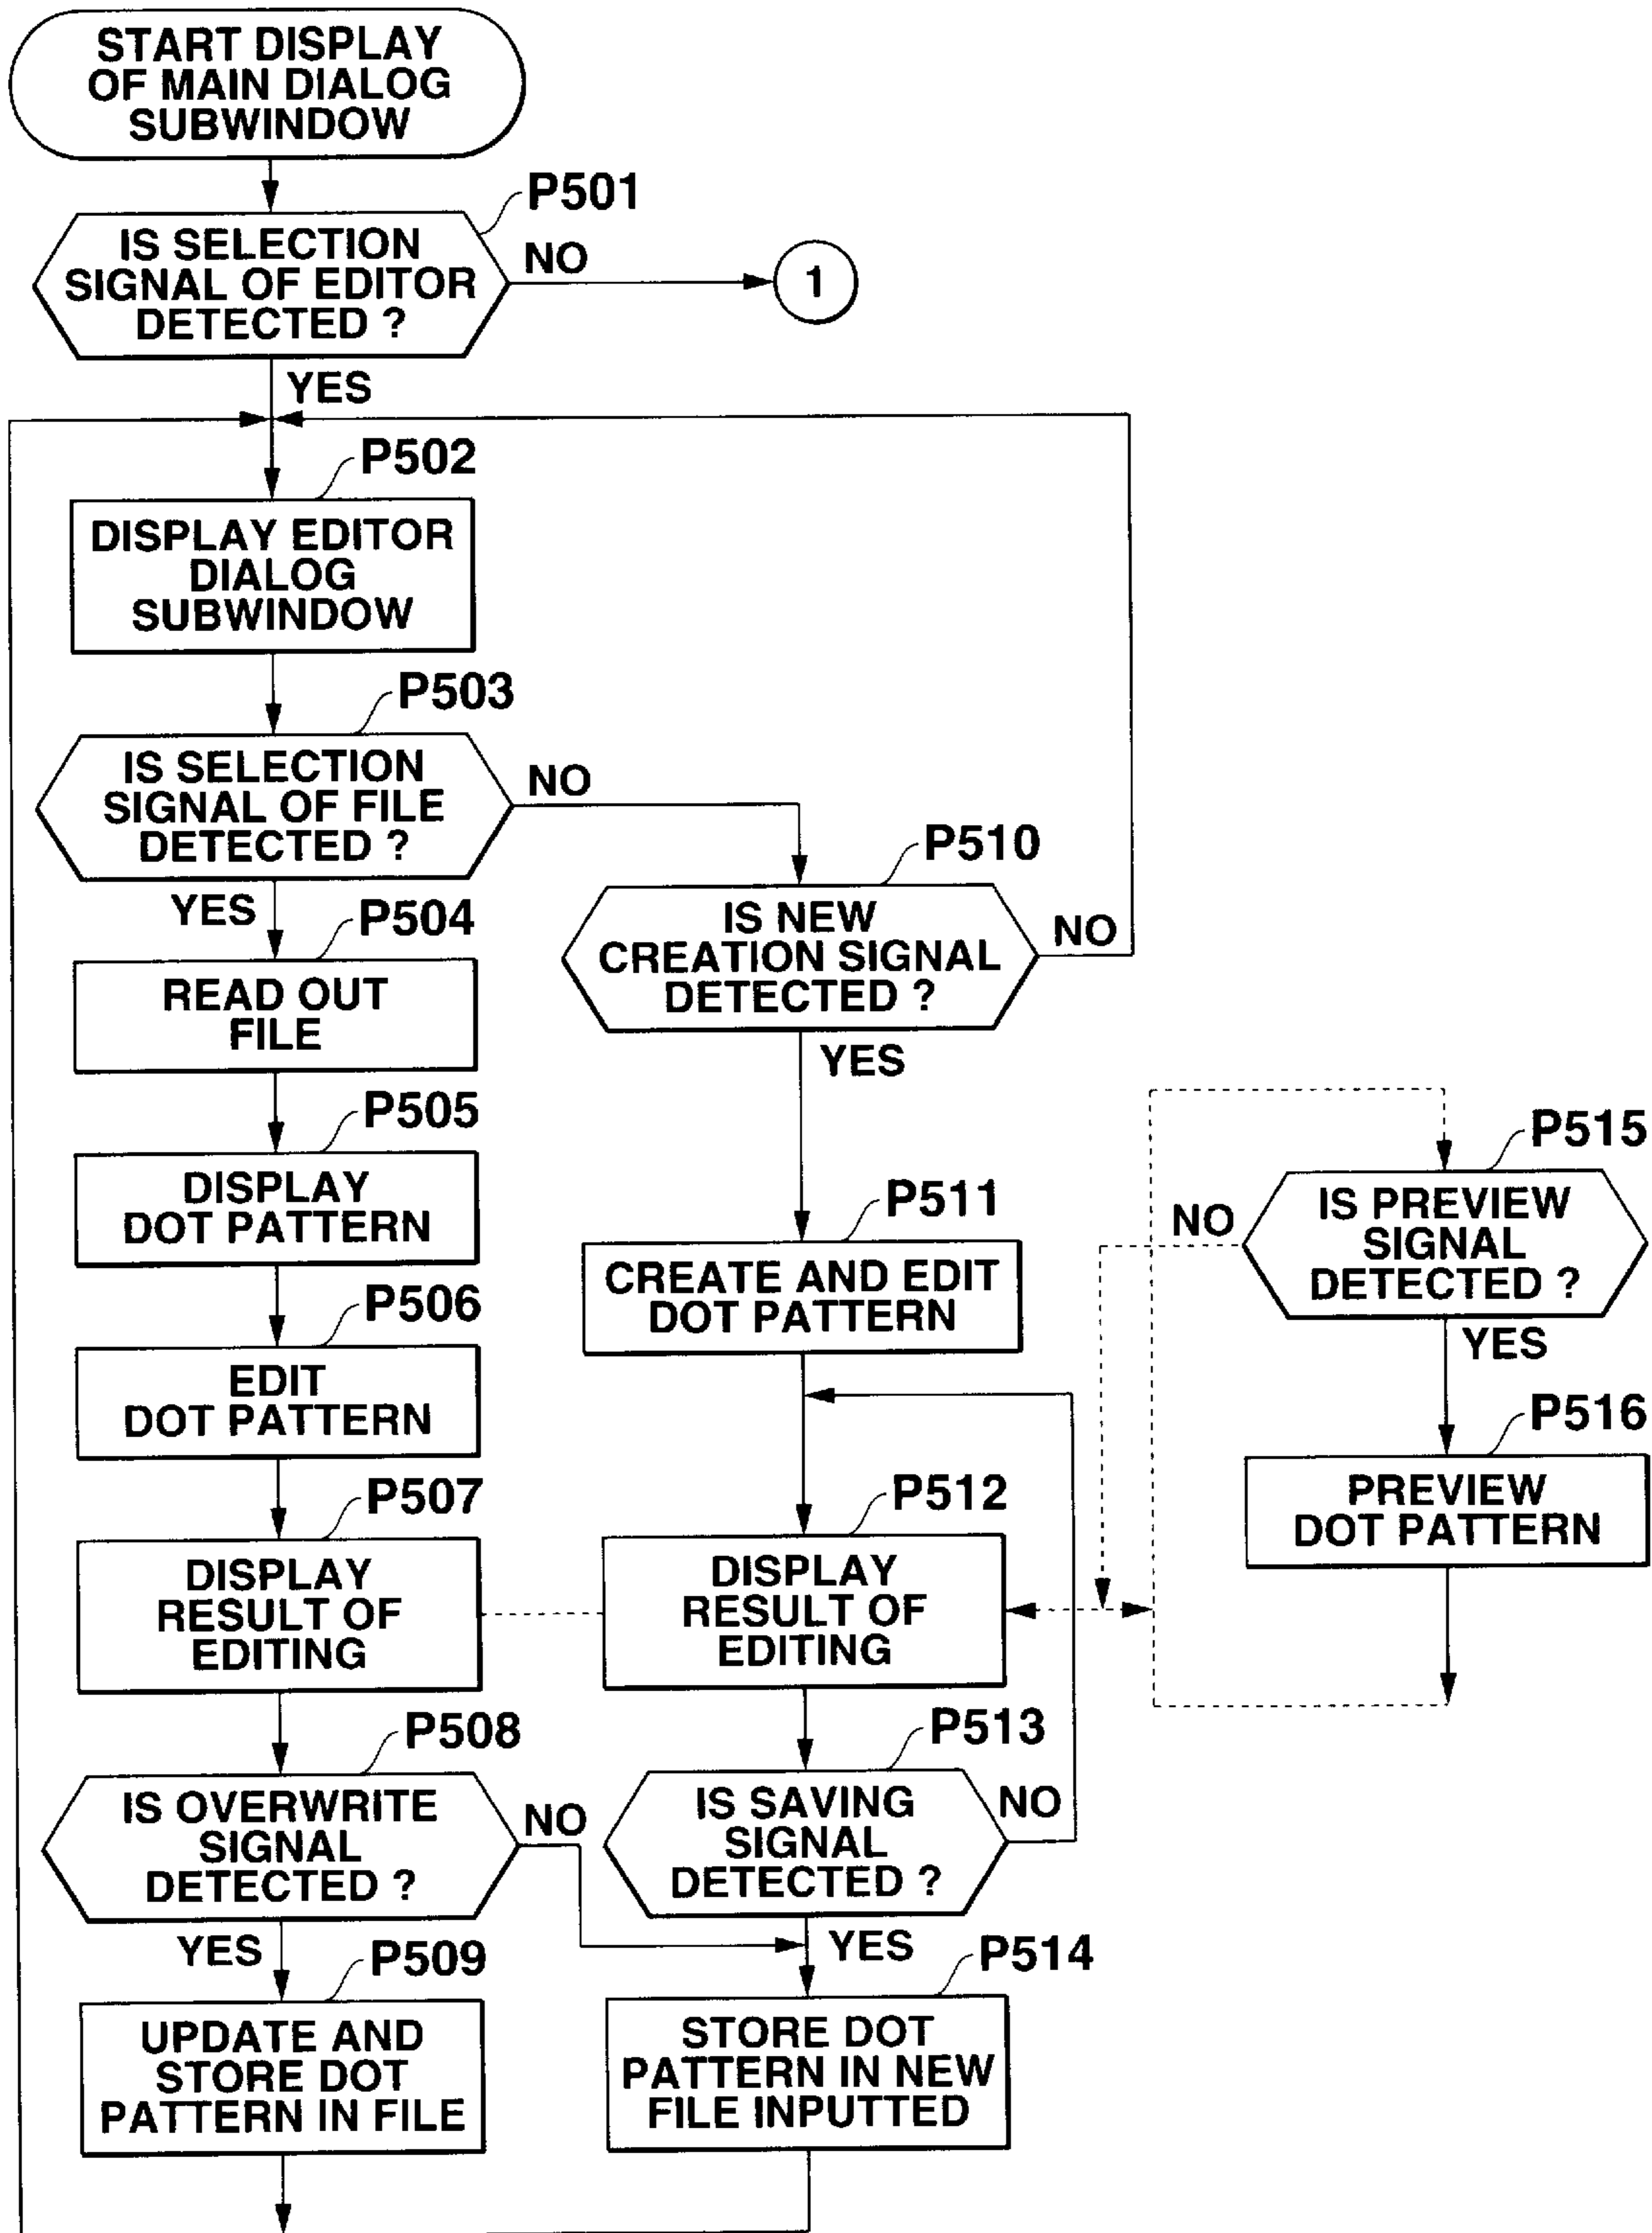 START DISPLAY
OF MAIN DIALOG
SUBWINDOW
P501
IS SELECTION
SIGNAL OF EDITOR
DETECTED ?
NO
1
YES
P502
DISPLAY EDITOR
DIALOG
SUBWINDOW
P503
IS SELECTION
SIGNAL OF FILE
DETECTED ?
NO
YES
P504
READ OUT
FILE
P505
DISPLAY
DOT PATTERN
P506
EDIT
DOT PATTERN
P507
DISPLAY
RESULT OF
EDITING
P508
IS OVERWRITE
SIGNAL
DETECTED ?
NO
YES
P509
UPDATE AND
STORE DOT
PATTERN IN FILE
P510
IS NEW
CREATION SIGNAL
DETECTED ?
NO
YES
P511
CREATE AND EDIT
DOT PATTERN
P512
DISPLAY
RESULT OF
EDITING
P513
IS SAVING
SIGNAL
DETECTED ?
NO
YES
P514
STORE DOT
PATTERN IN NEW
FILE INPUTTED
P515
IS PREVIEW
SIGNAL
DETECTED ?
NO
YES
P516
PREVIEW
DOT PATTERN